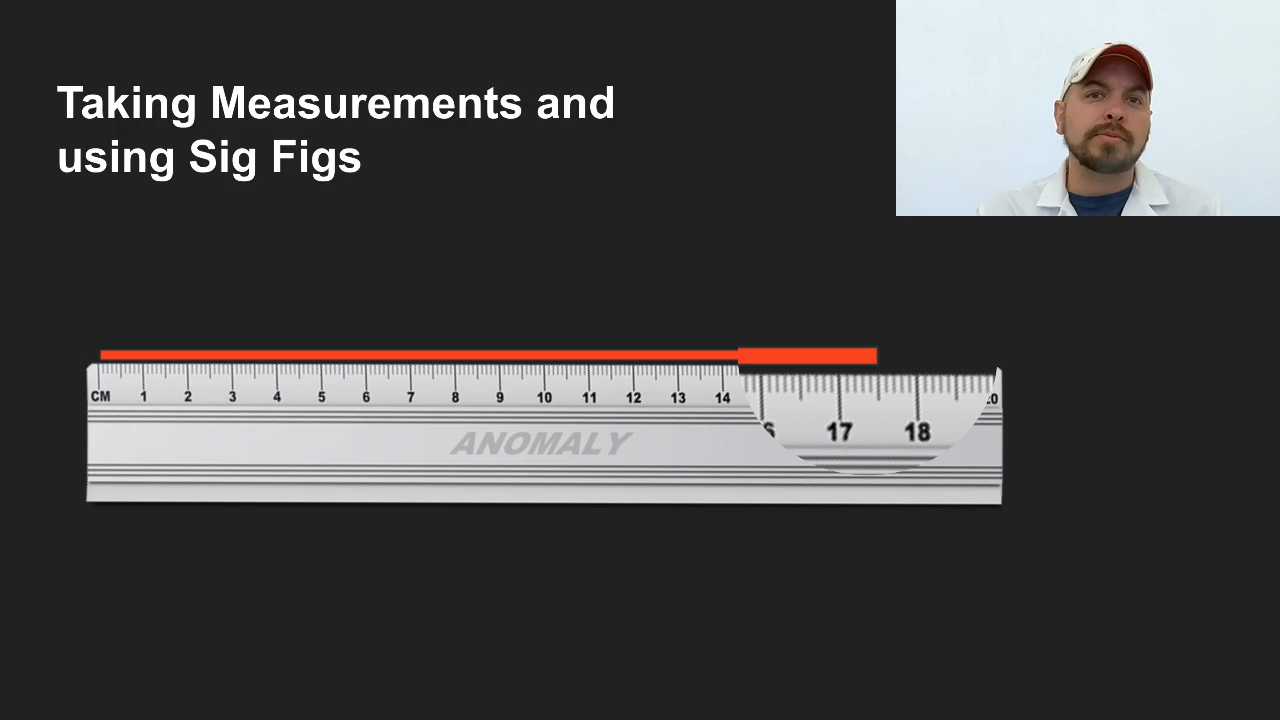 Taking Measurements and
using Sig Figs
CM 1 2 3 4 5 6 7 8 9 10 11 12 13 14 17 18
ANOMALY